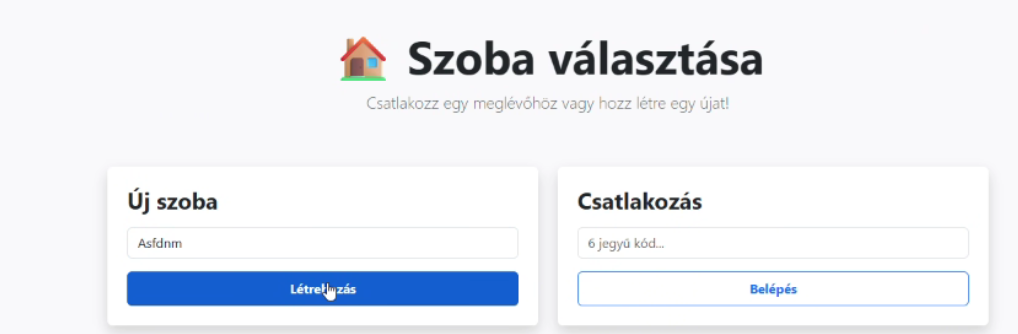 Szoba választása
Csatlakozz egy meglévőhöz vagy hozz létre egy újat!
Új szoba
Asfdnm
Létrehozás
Csatlakozás
6 jegyű kód...
Belépés